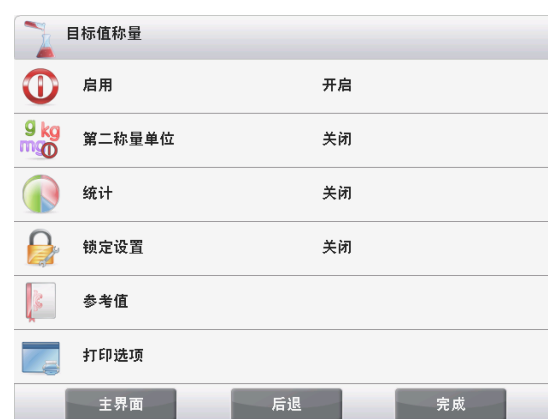 目标值称量
启用 开启
g kg mg
第二称量单位 关闭
统计 关闭
锁定设置 关闭
参考值
打印选项
主界面 后退 完成